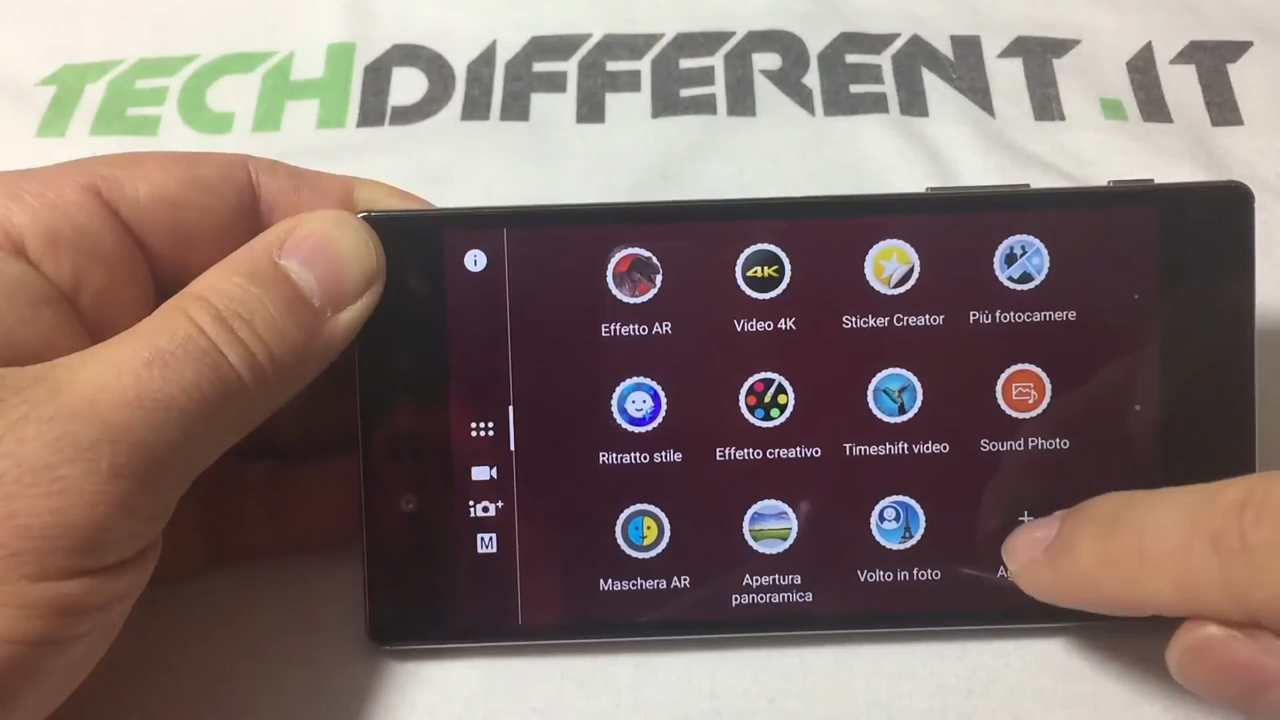 TECHDIFFERENT.IT
i
Effetto AR
Video 4K
4K
Sticker Creator
Più fotocamere
Ritratto stile
Effetto creativo
Timeshift video
Sound Photo
M
Maschera AR
Apertura
panoramica
Volto in foto